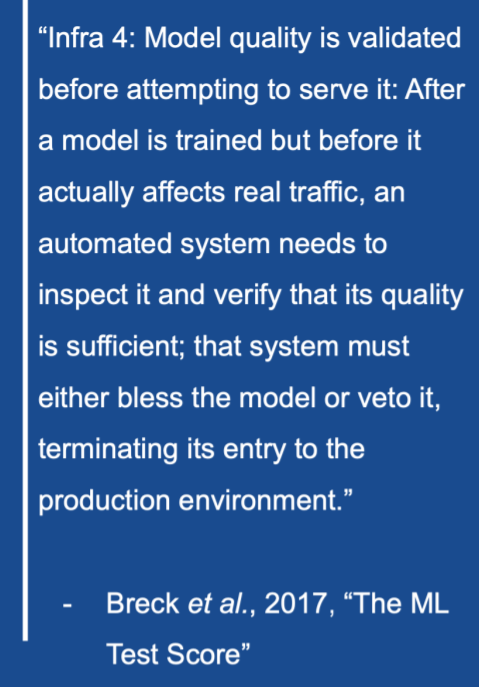 “Infra 4: Model quality is validated
before attempting to serve it: After
a model is trained but before it
actually affects real traffic, an
automated system needs to
inspect it and verify that its quality
is sufficient; that system must
either bless the model or veto it,
terminating its entry to the
production environment.”
- Breck et al., 2017, “The ML
Test Score”